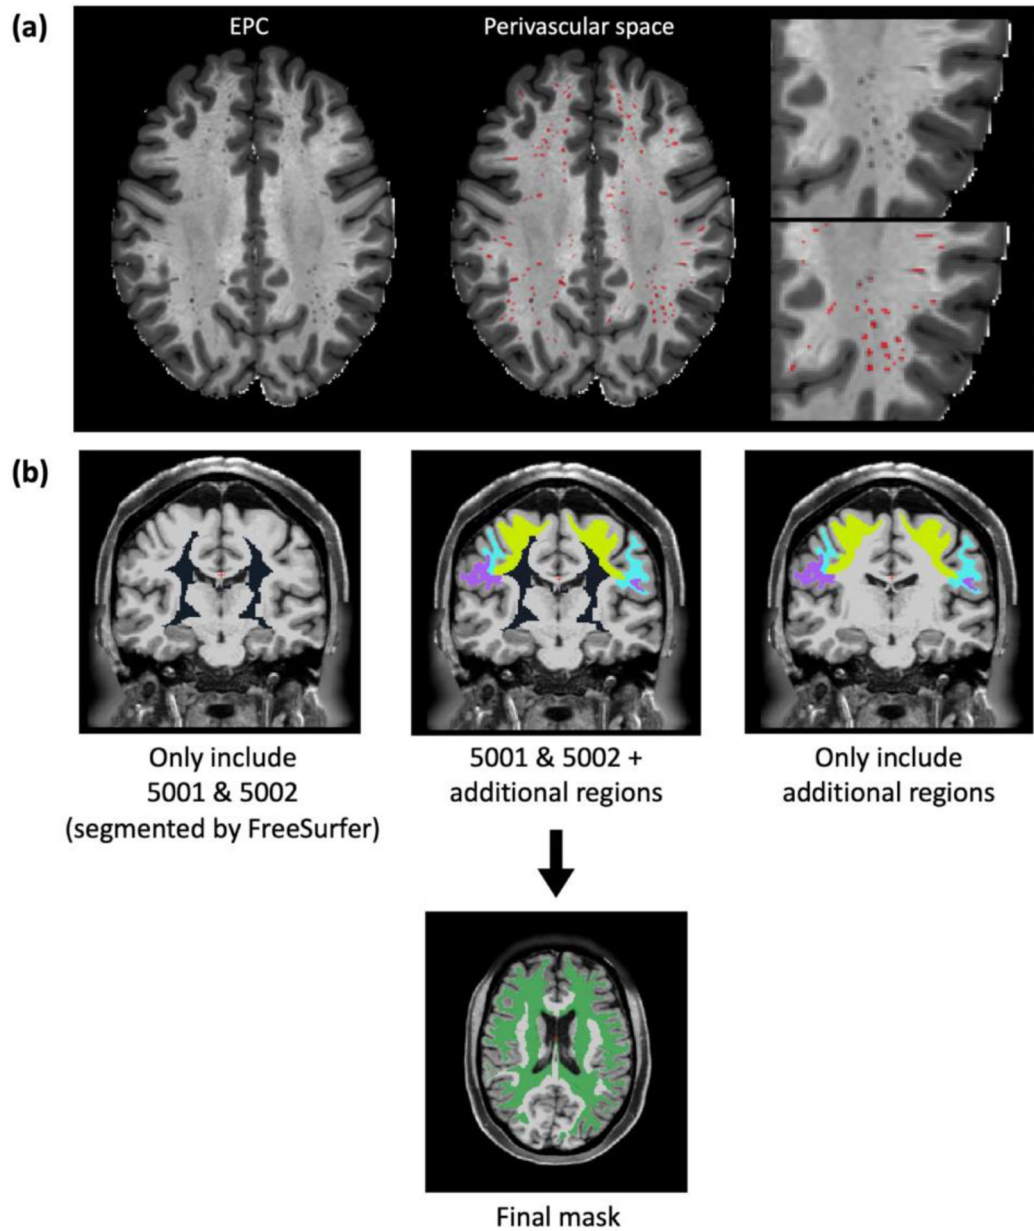 (a)
EPC
Perivascular space
(b)
Only include
5001 & 5002
(segmented by FreeSurfer)
5001 & 5002 +
additional regions
Only include
additional regions
Final mask